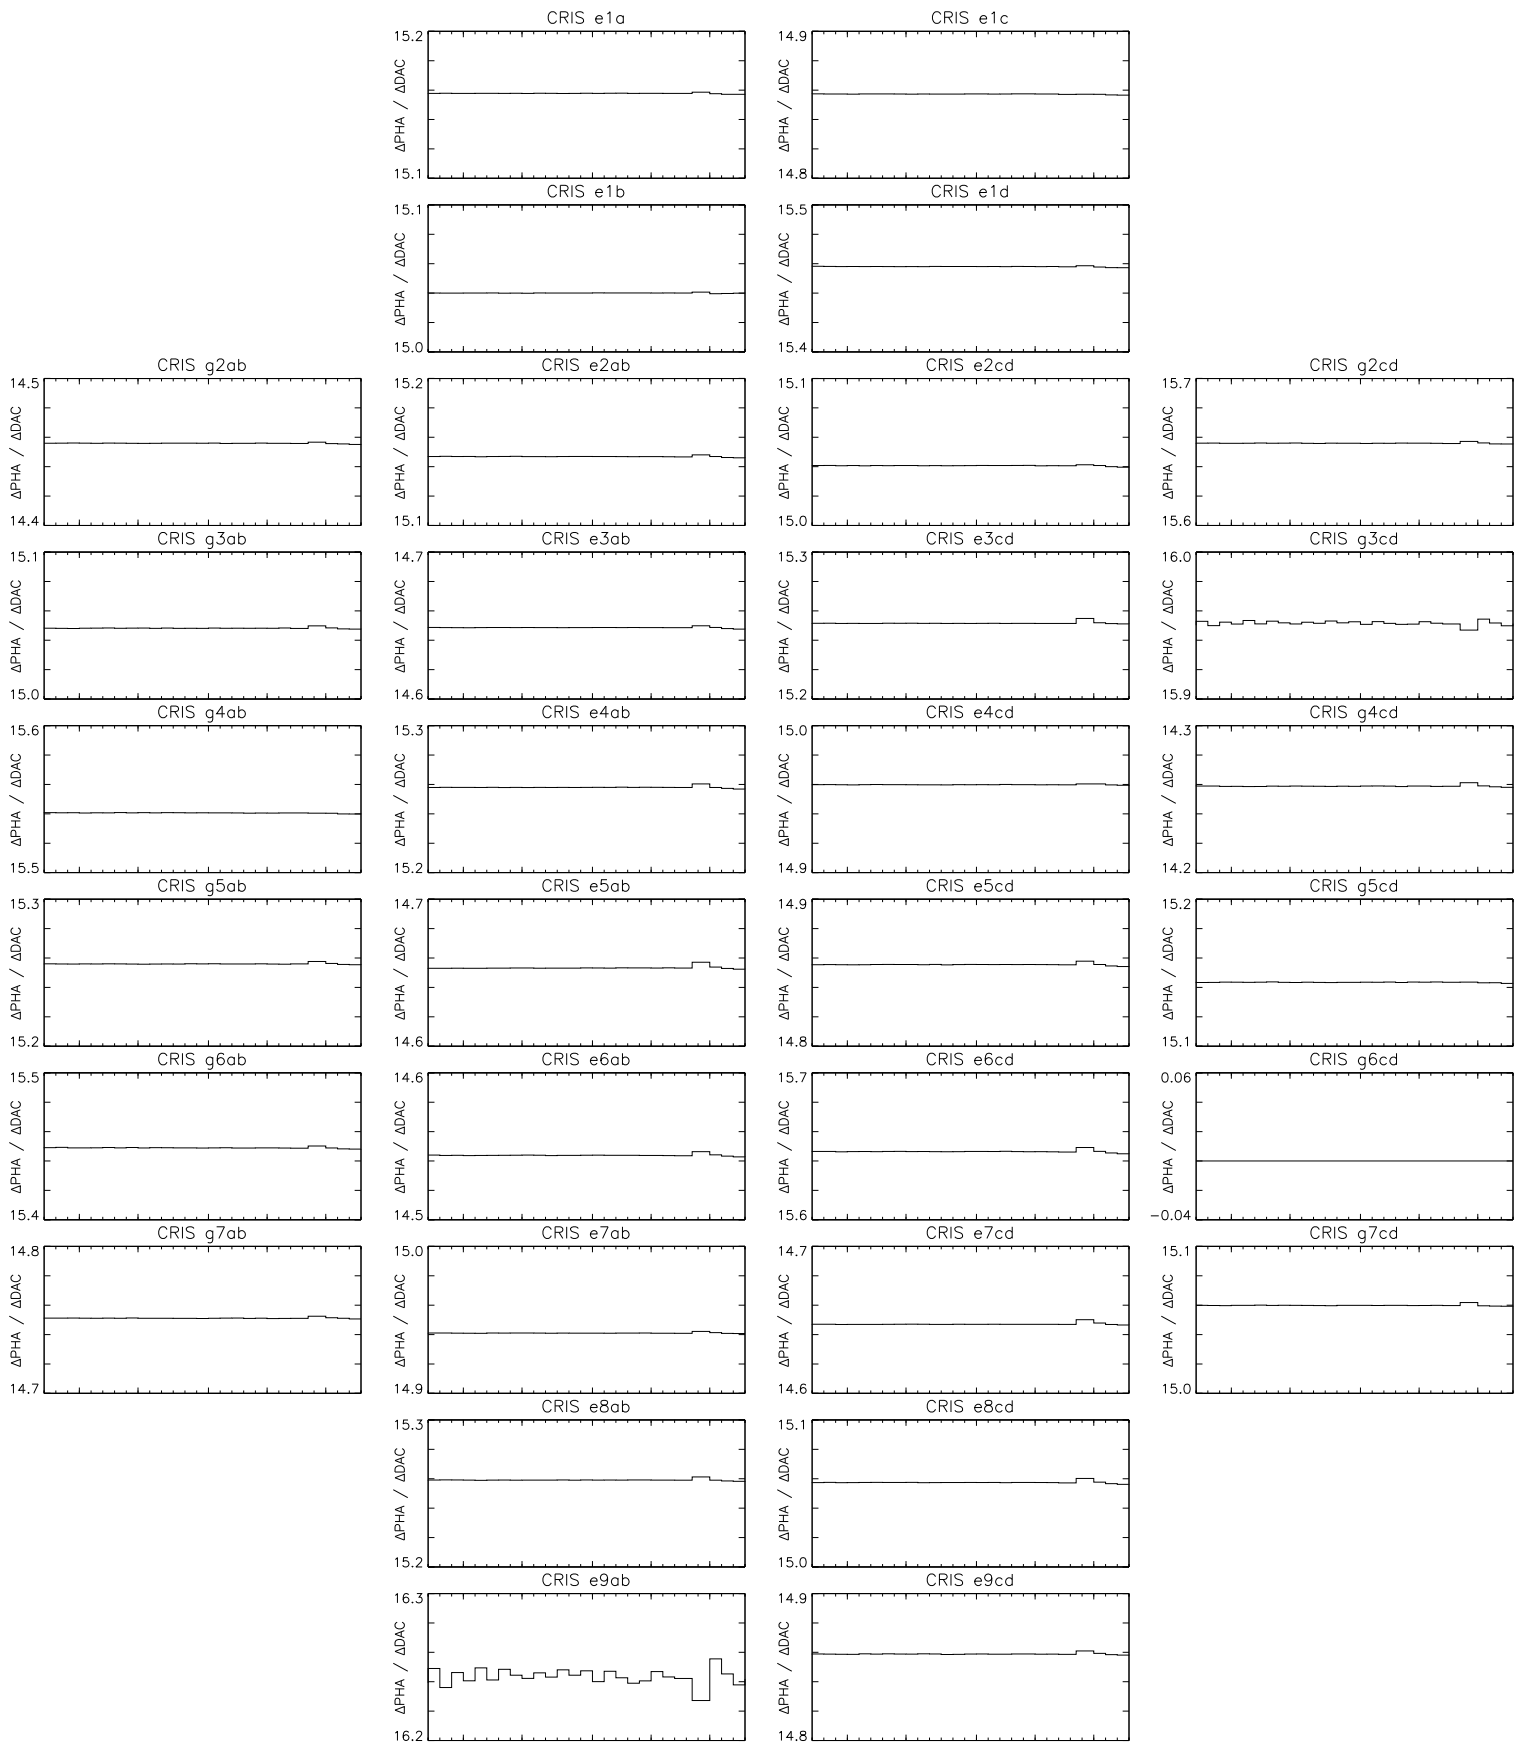 CRIS e1a
15.2
ΔPHA / ΔDAC
15.1
CRIS e1c
14.9
ΔPHA / ΔDAC
14.8
CRIS e1b
15.1
ΔPHA / ΔDAC
15.0
CRIS e1d
15.5
ΔPHA / ΔDAC
15.4
CRIS g2ab
14.5
ΔPHA / ΔDAC
14.4
CRIS e2ab
15.2
ΔPHA / ΔDAC
15.1
CRIS e2cd
15.1
ΔPHA / ΔDAC
15.0
CRIS g2cd
15.7
ΔPHA / ΔDAC
15.6
CRIS g3ab
15.1
ΔPHA / ΔDAC
15.0
CRIS e3ab
14.7
ΔPHA / ΔDAC
14.6
CRIS e3cd
15.3
ΔPHA / ΔDAC
15.2
CRIS g3cd
16.0
ΔPHA / ΔDAC
15.9
CRIS g4ab
15.6
ΔPHA / ΔDAC
15.5
CRIS e4ab
15.3
ΔPHA / ΔDAC
15.2
CRIS e4cd
15.0
ΔPHA / ΔDAC
14.9
CRIS g4cd
14.3
ΔPHA / ΔDAC
14.2
CRIS g5ab
15.3
ΔPHA / ΔDAC
15.2
CRIS e5ab
14.7
ΔPHA / ΔDAC
14.6
CRIS e5cd
14.9
ΔPHA / ΔDAC
14.8
CRIS g5cd
15.2
ΔPHA / ΔDAC
15.1
CRIS g6ab
15.5
ΔPHA / ΔDAC
15.4
CRIS e6ab
14.6
ΔPHA / ΔDAC
14.5
CRIS e6cd
15.7
ΔPHA / ΔDAC
15.6
CRIS g6cd
0.06
ΔPHA / ΔDAC
−0.04
CRIS g7ab
14.8
ΔPHA / ΔDAC
14.7
CRIS e7ab
15.0
ΔPHA / ΔDAC
14.9
CRIS e7cd
14.7
ΔPHA / ΔDAC
14.6
CRIS g7cd
15.1
ΔPHA / ΔDAC
15.0
CRIS e8ab
15.3
ΔPHA / ΔDAC
15.2
CRIS e8cd
15.1
ΔPHA / ΔDAC
15.0
CRIS e9ab
16.3
ΔPHA / ΔDAC
16.2
CRIS e9cd
14.9
ΔPHA / ΔDAC
14.8